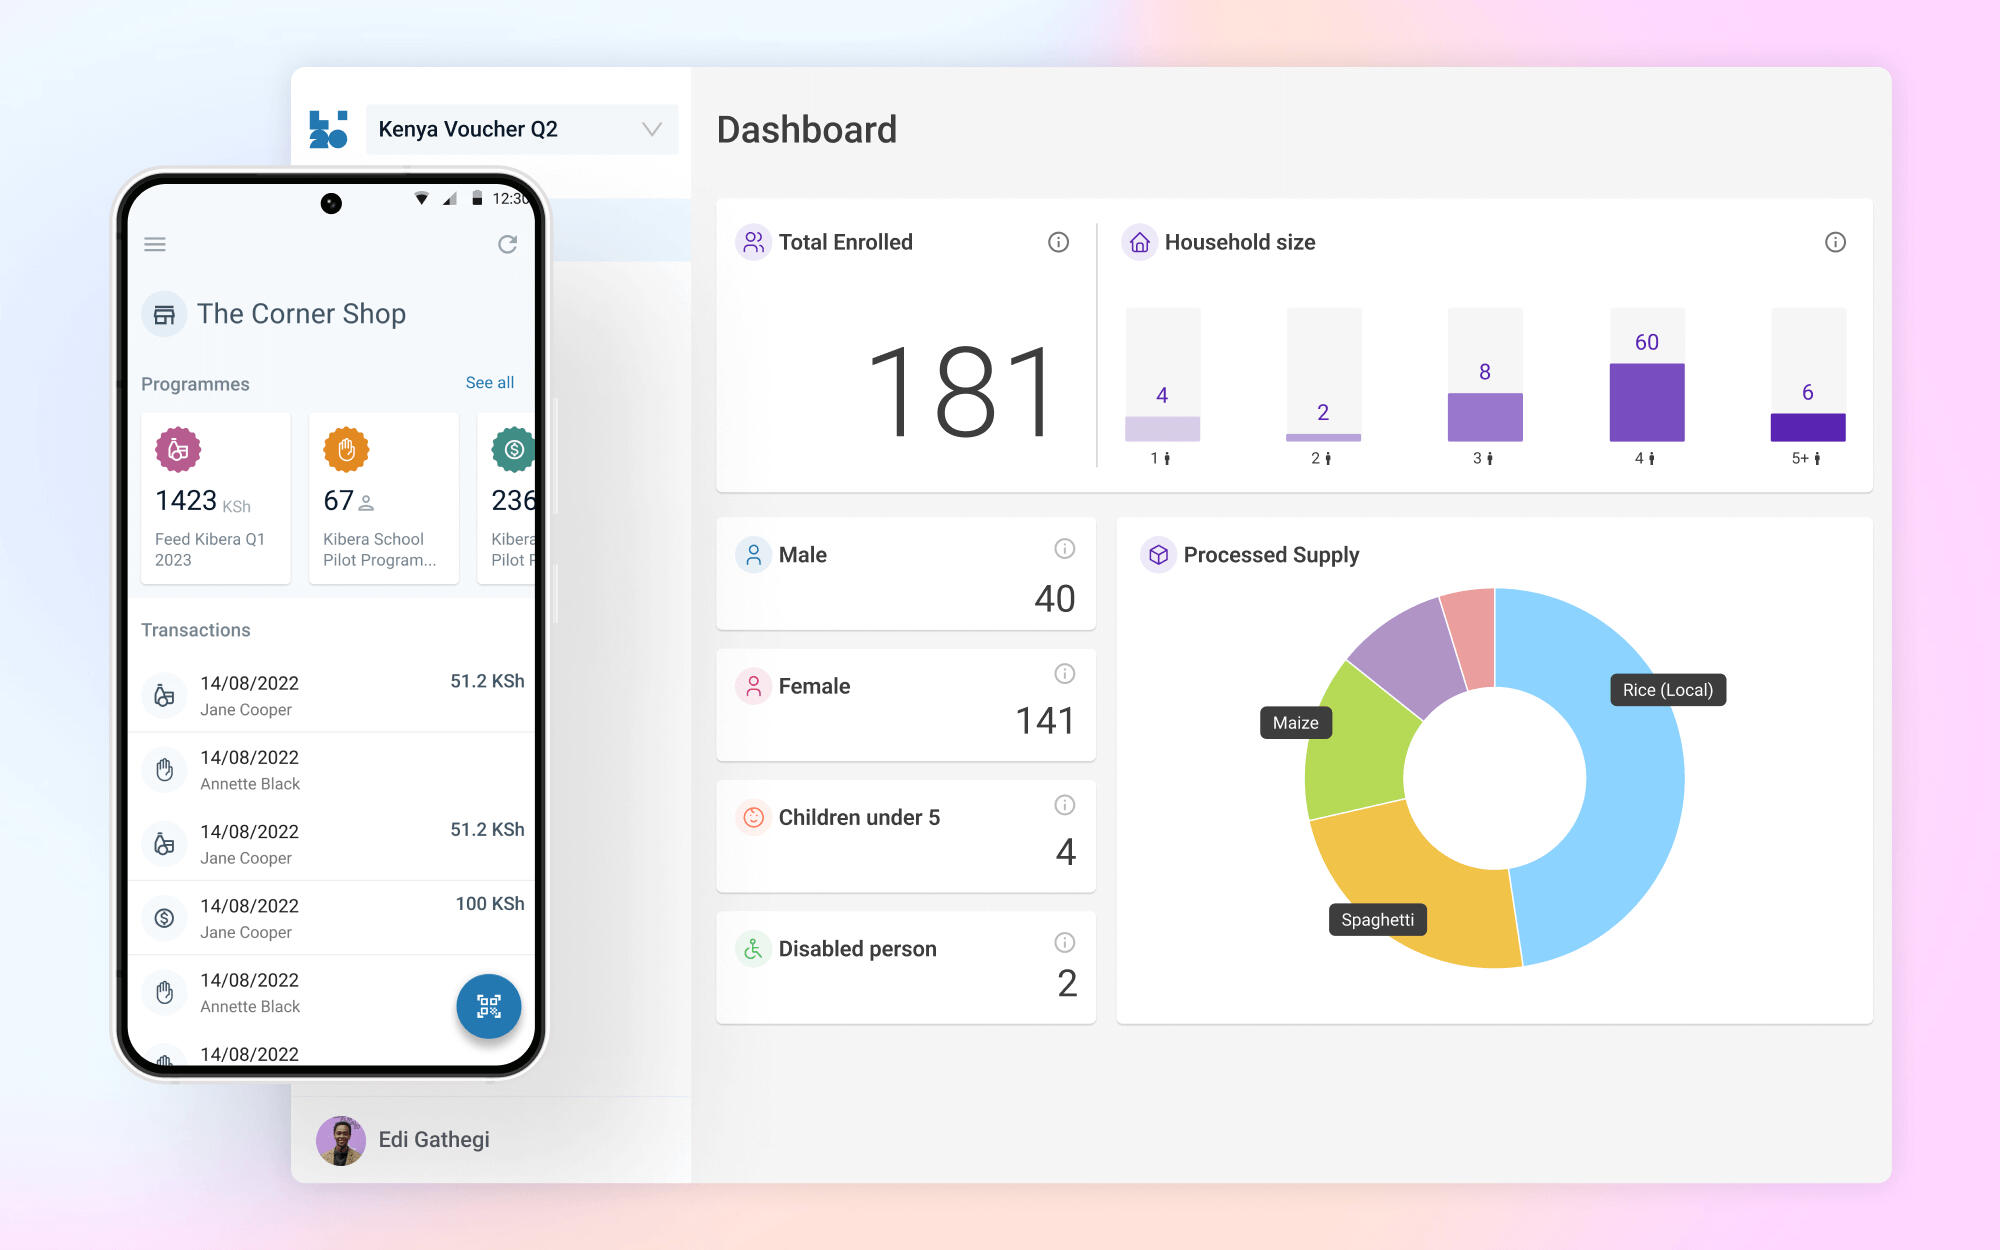 Kenya Voucher Q2
Dashboard
12:30
The Corner Shop
Programmes
See all
1423 KSh
Feed Kibera Q1
2023
67
Kibera School
Pilot Program...
236
Kibera
Pilot
Transactions
14/08/2022
51.2 KSh
Jane Cooper
14/08/2022
Annette Black
14/08/2022
51.2 KSh
Jane Cooper
14/08/2022
100 KSh
Jane Cooper
14/08/2022
Annette Black
14/08/2022
Edi Gathegi
Total Enrolled
181
Household size
4
2
8
60
6
1
2
3
4
5+
Male
40
Female
141
Children under 5
4
Disabled person
2
Processed Supply
Rice (Local)
Maize
Spaghetti